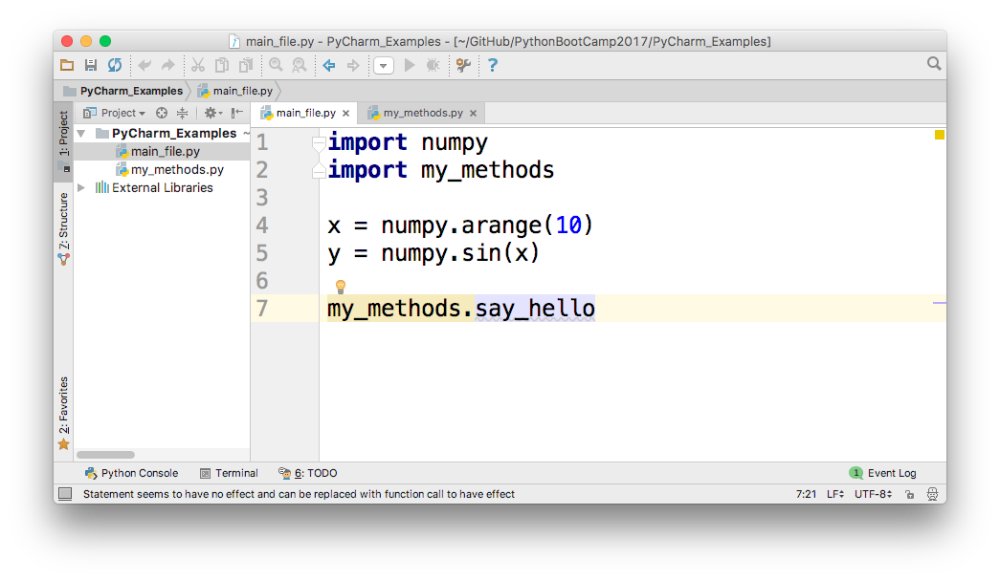 main_file.py - PyCharm_Examples - [~/GitHub/PythonBootCamp2017/PyCharm_Examples]
?
PyCharm_Examples main_file.py
Project main_file.py my_methods.py
1: Project
Z: Structure
2: Favorites
PyCharm_Examples ~
main_file.py
my_methods.py
External Libraries
1 import numpy
2 import my_methods
3
4 x = numpy.arange(10)
5 y = numpy.sin(x)
6
7 my_methods.say_hello
Python Console Terminal 6: TODO 1 Event Log
Statement seems to have no effect and can be replaced with function call to have effect 7:21 LF UTF-8